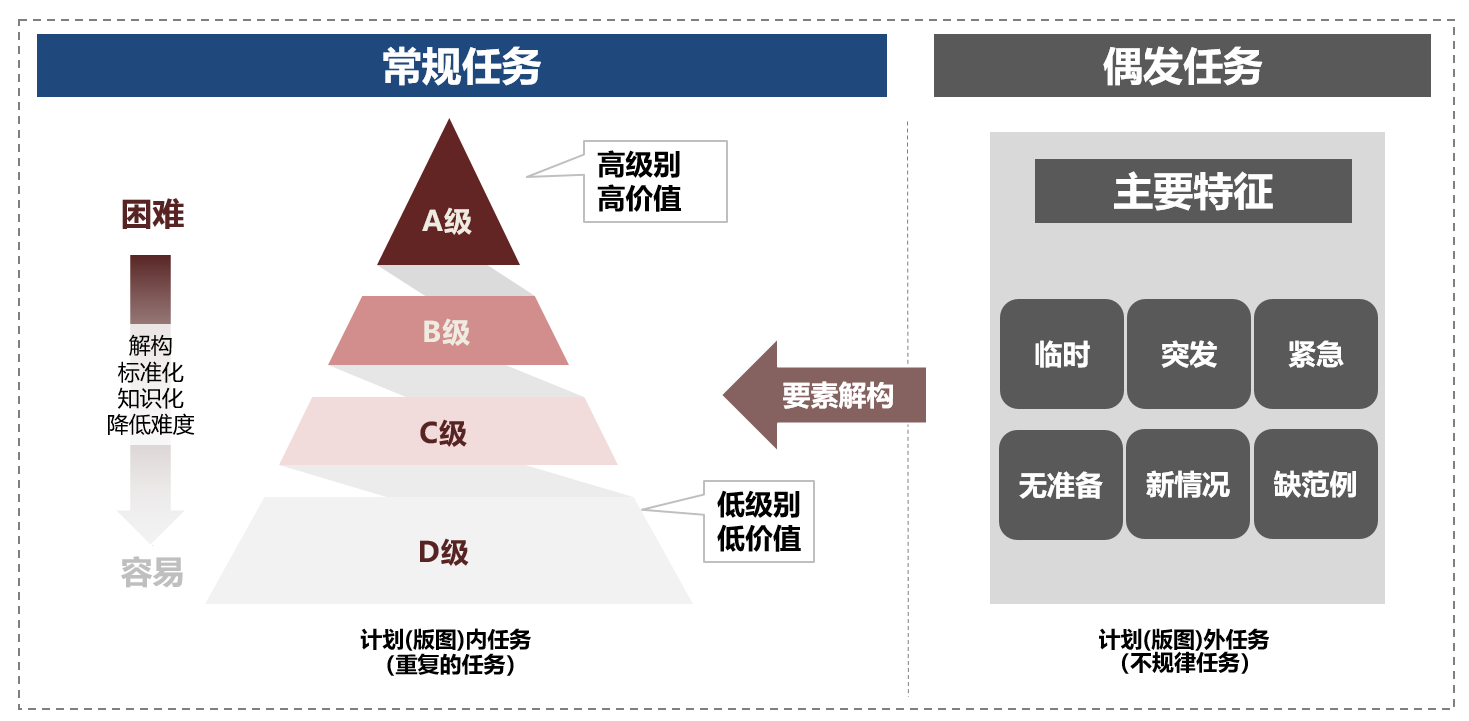 常规任务
困难
解构
标准化
知识化
降低难度
容易
A级
B级
C级
D级
高级别
高价值
低级别
低价值
计划(版图)内任务
（重复的任务）
要素解构
偶发任务
主要特征
临时
突发
紧急
无准备
新情况
缺范例
计划(版图)外任务
（不规律任务）